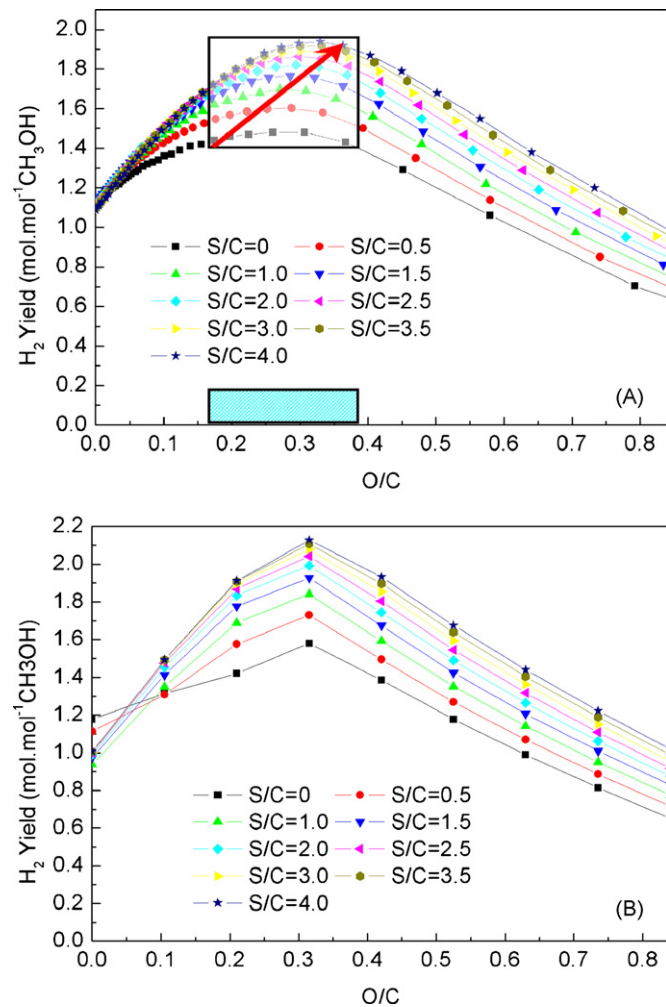 2.0
1.8
1.6
1.4
1.2
1.0
0.8
0.6
0.4
0.2
0.0
H₂ Yield (mol.mol⁻¹CH₃OH)
S/C=0 S/C=0.5
S/C=1.0 S/C=1.5
S/C=2.0 S/C=2.5
S/C=3.0 S/C=3.5
S/C=4.0
(A)
0.0 0.1 0.2 0.3 0.4 0.5 0.6 0.7 0.8
O/C
2.2
2.0
1.8
1.6
1.4
1.2
1.0
0.8
0.6
0.4
0.2
0.0
H₂ Yield (mol.mol⁻¹CH3OH)
S/C=0 S/C=0.5
S/C=1.0 S/C=1.5
S/C=2.0 S/C=2.5
S/C=3.0 S/C=3.5
S/C=4.0
(B)
0.0 0.1 0.2 0.3 0.4 0.5 0.6 0.7 0.8
O/C